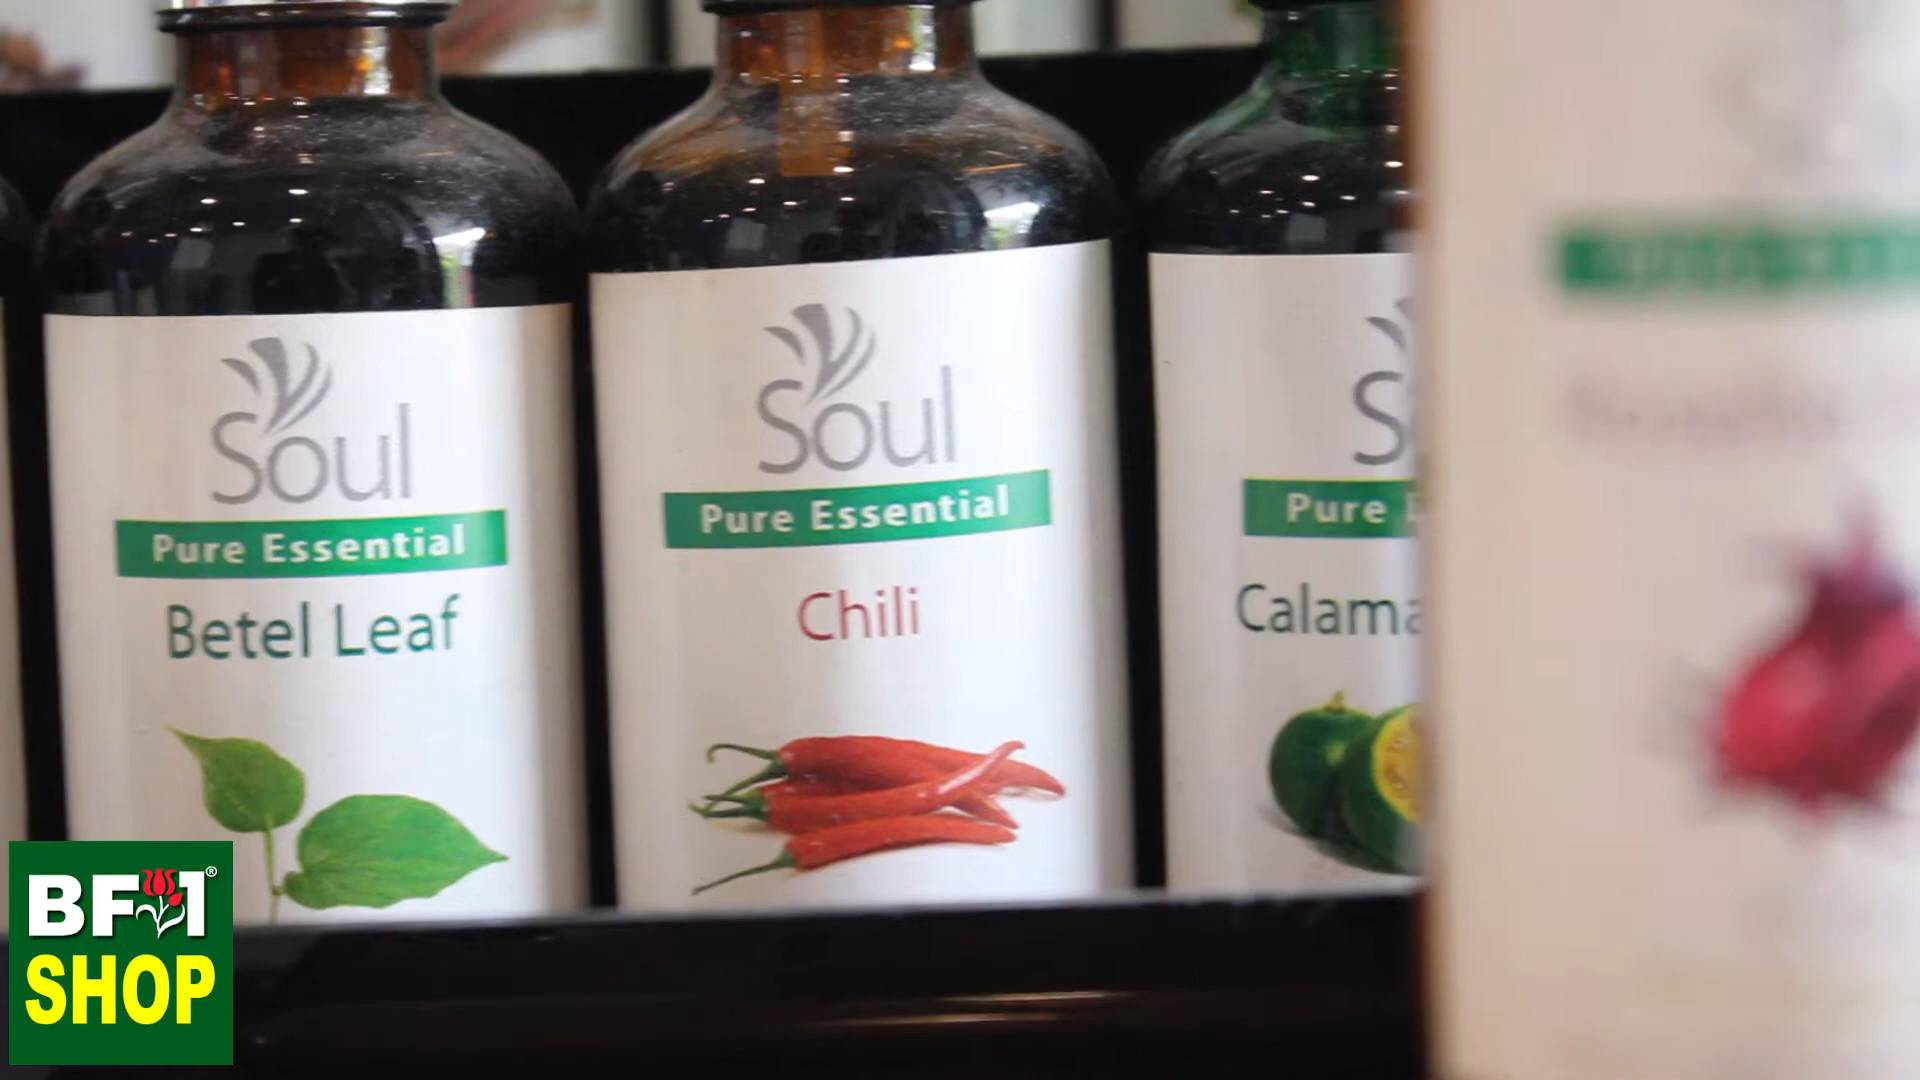 Soul
Pure Essential
Betel Leaf
Soul
Pure Essential
Chili
S
Pure E
Calama
BF1®
SHOP